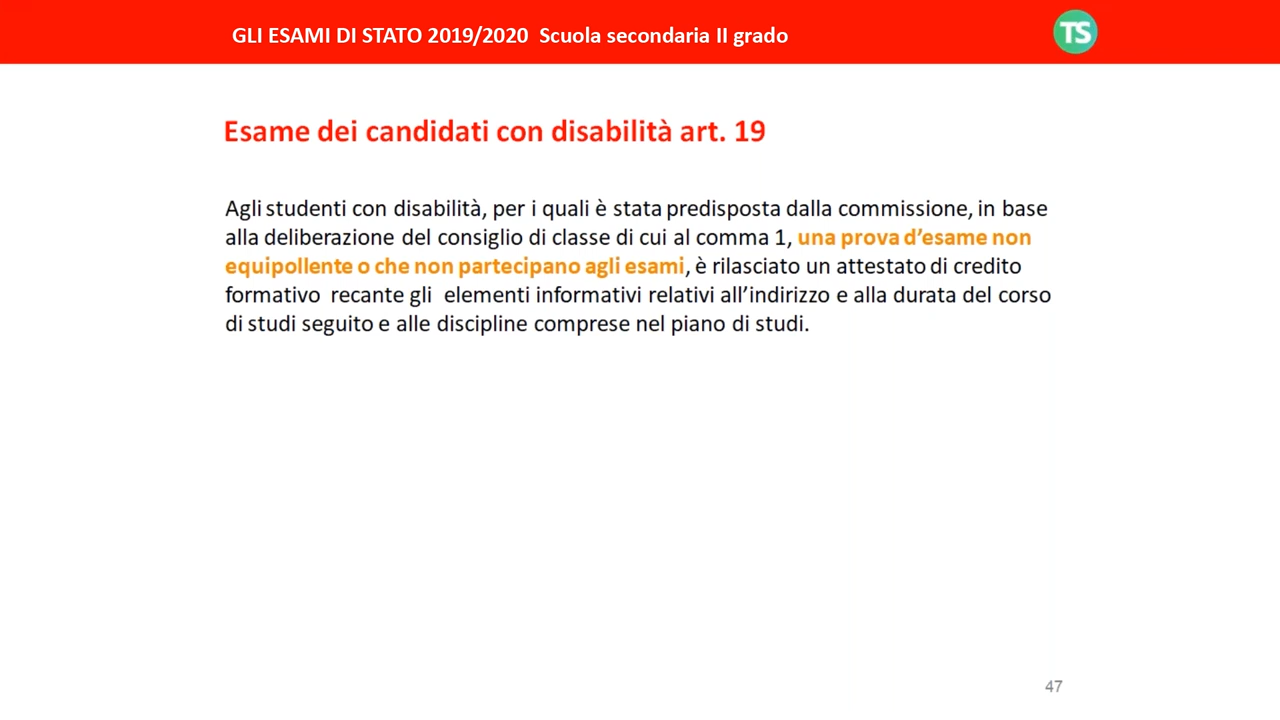 GLI ESAMI DI STATO 2019/2020 Scuola secondaria II grado
TS
Esame dei candidati con disabilità art. 19
Agli studenti con disabilità, per i quali è stata predisposta dalla commissione, in base
alla deliberazione del consiglio di classe di cui al comma 1, una prova d’esame non
equipollente o che non partecipano agli esami, è rilasciato un attestato di credito
formativo recante gli elementi informativi relativi all’indirizzo e alla durata del corso
di studi seguito e alle discipline comprese nel piano di studi.
47